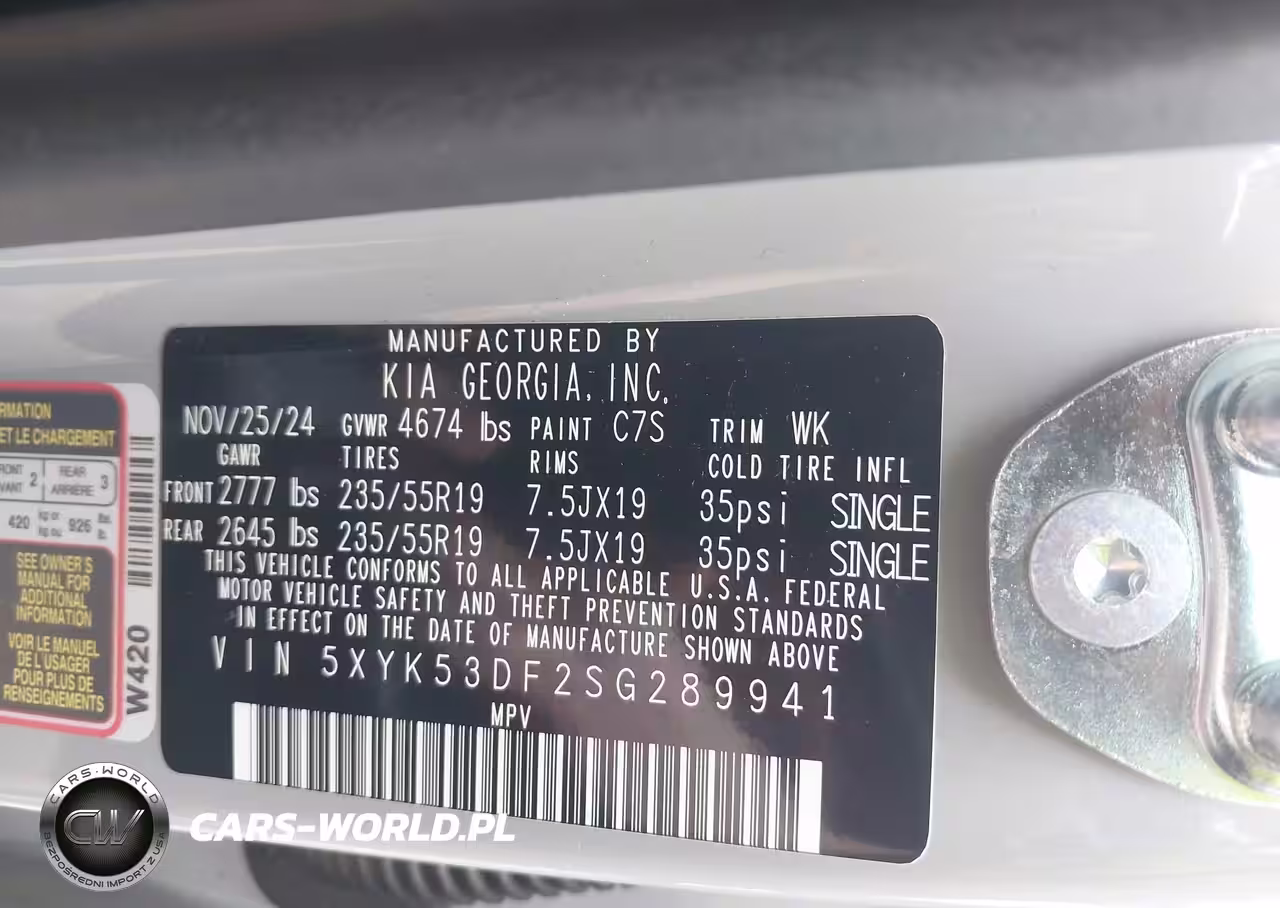 MANUFACTURED BY
KIA GEORGIA, INC.
NOV/25/24 GVWR 4674 lbs PAINT C7S TRIM WK
GAWR TIRES RIMS COLD TIRE INFL
FRONT 2777 lbs 235/55R19 7.5JX19 35psi SINGLE
REAR 2645 lbs 235/55R19 7.5JX19 35psi SINGLE
THIS VEHICLE CONFORMS TO ALL APPLICABLE U.S.A. FEDERAL
MOTOR VEHICLE SAFETY AND THEFT PREVENTION STANDARDS
IN EFFECT ON THE DATE OF MANUFACTURE SHOWN ABOVE
VIN 5XYK53DF2SG289941
MPV
ET LE CHARGEMENT
2 REAR
ARRIÈRE 3
420 kg or 926
SEE OWNER'S
MANUAL FOR
ADDITIONAL
INFORMATION
VOIR LE MANUEL
DE L'USAGER
POUR PLUS DE
RENSEIGNEMENTS
W420
CARS-WORLD
CW
BEZPOŚREDNI IMPORT Z USA
CARS-WORLD.PL